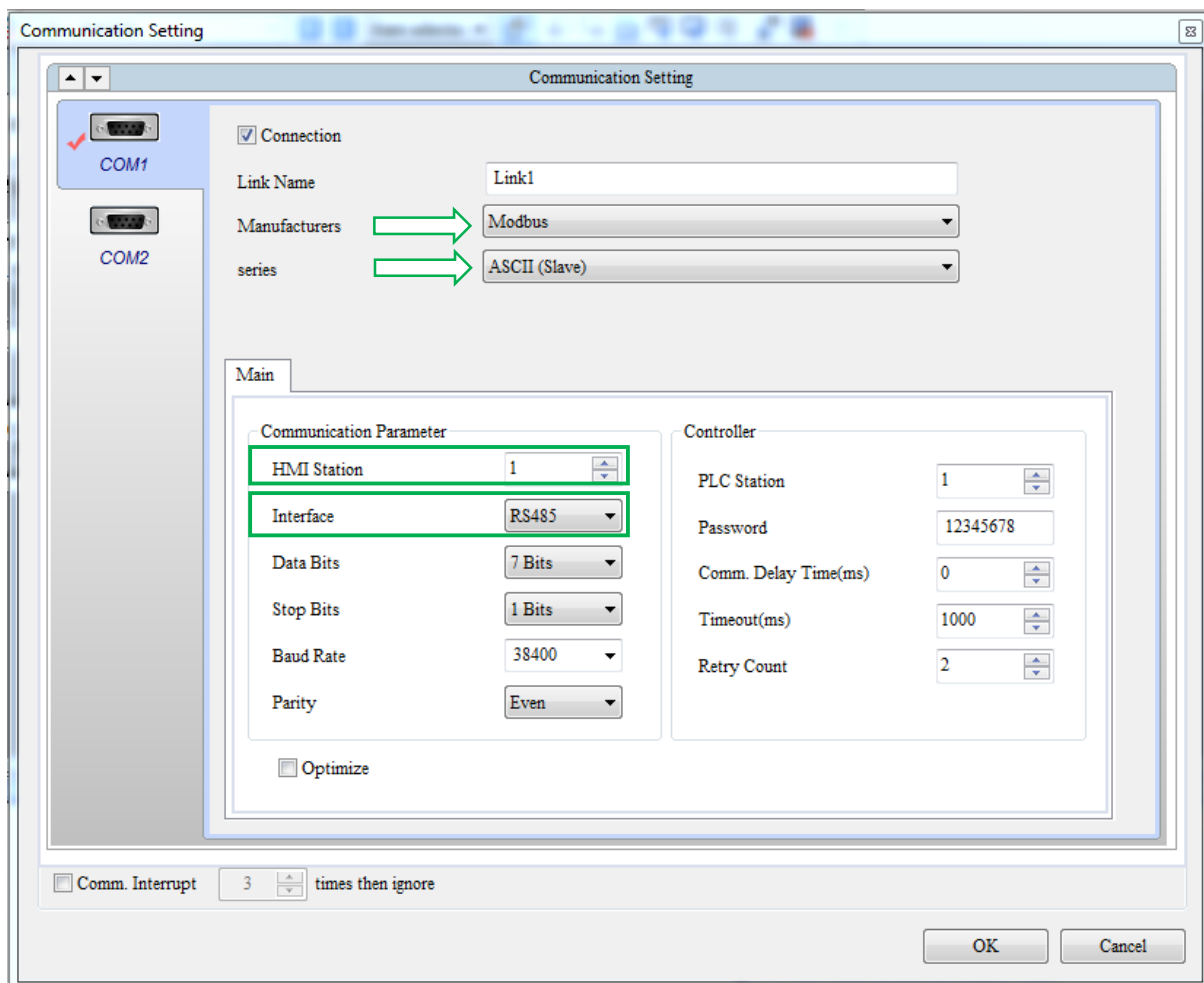 Communication Setting
Communication Setting
COM1
COM2
Connection
Link Name Link1
Manufacturers Modbus
series ASCII (Slave)
Main
Communication Parameter
HMI Station 1
Interface RS485
Data Bits 7 Bits
Stop Bits 1 Bits
Baud Rate 38400
Parity Even
Optimize
Controller
PLC Station 1
Password 12345678
Comm. Delay Time(ms) 0
Timeout(ms) 1000
Retry Count 2
Comm. Interrupt 3 times then ignore
OK Cancel